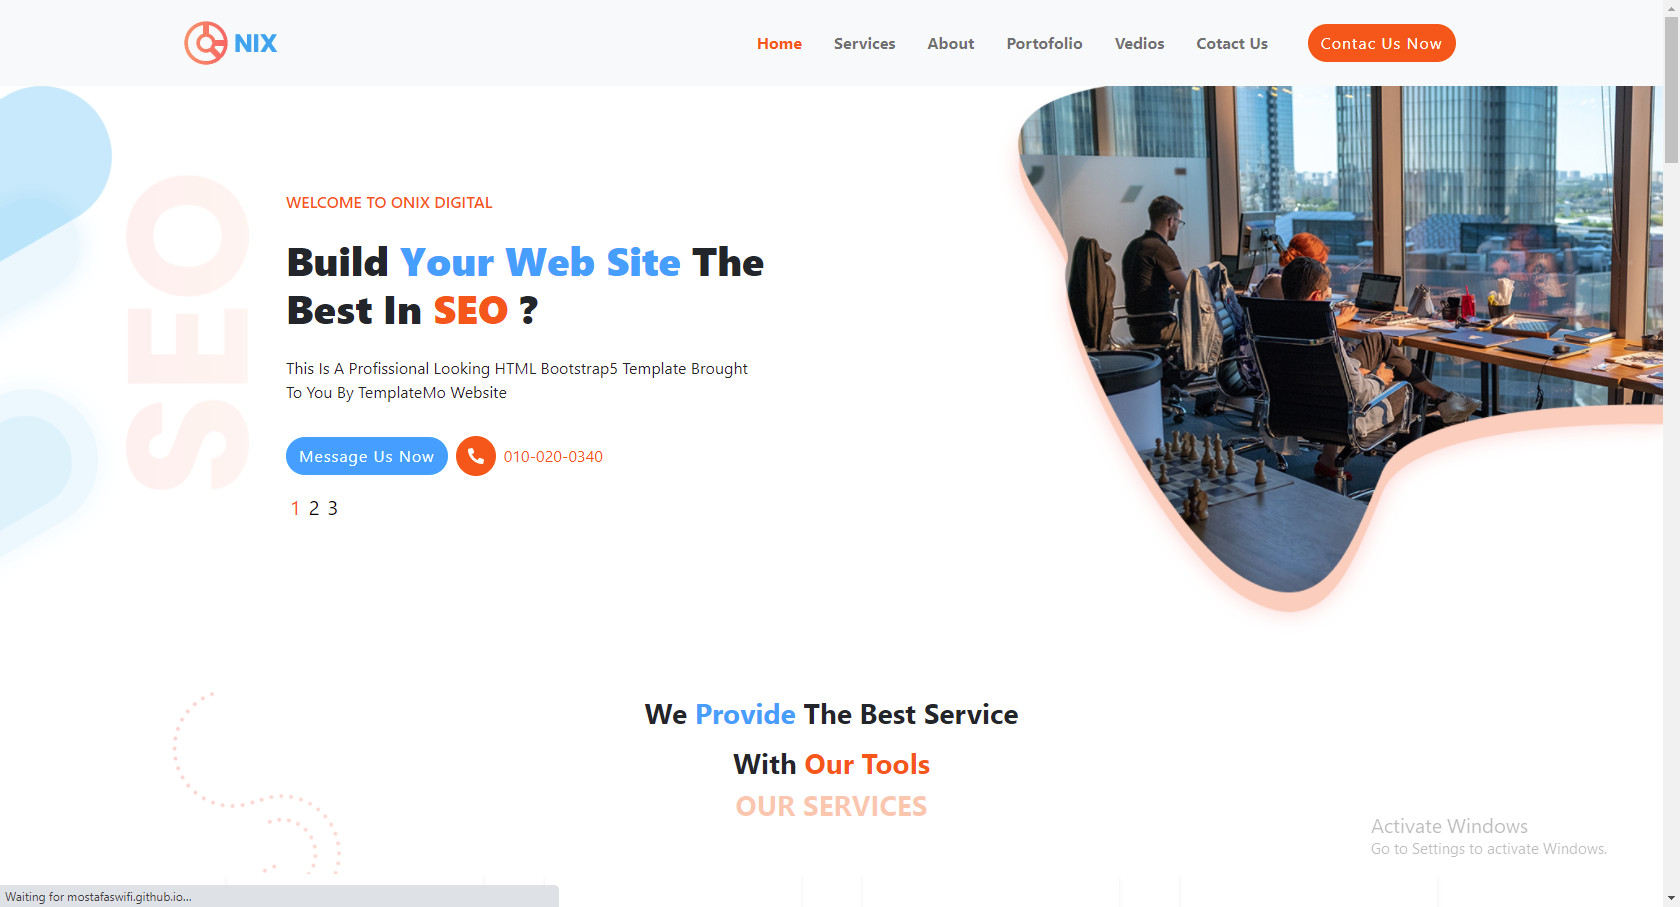 NIX
Home Services About Portofolio Vedios Cotact Us Contac Us Now
SEO
WELCOME TO ONIX DIGITAL
Build Your Web Site The
Best In SEO ?
This Is A Profissional Looking HTML Bootstrap5 Template Brought
To You By TemplateMo Website
Message Us Now 010-020-0340
1 2 3
We Provide The Best Service
With Our Tools
OUR SERVICES
Activate Windows
Go to Settings to activate Windows.
Waiting for mostafaswifi.github.io...